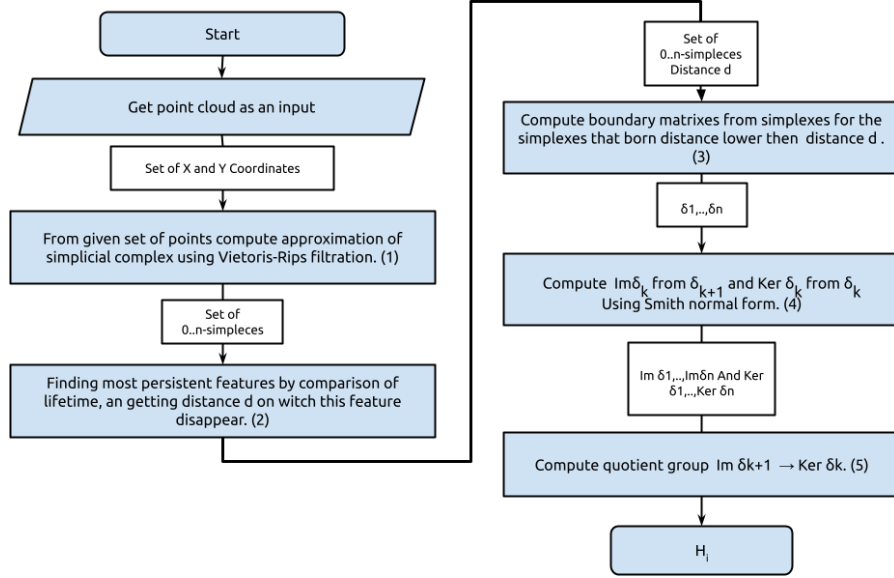 Start
Get point cloud as an input
Set of X and Y Coordinates
From given set of points compute approximation of
simplicial complex using Vietoris-Rips filtration. (1)
Set of
0..n-simpleces
Finding most persistent features by comparison of
lifetime, an getting distance d on witch this feature
disappear. (2)
Set of
0..n-simpleces
Distance d
Compute boundary matrixes from simplexes for the
simplexes that born distance lower then distance d .
(3)
δ1,..,δn
Compute Imδk from δk+1 and Ker δk from δk
Using Smith normal form. (4)
Im δ1,..,Imδn And Ker
δ1,..,Ker δn
Compute quotient group Im δk+1 → Ker δk. (5)
Hi